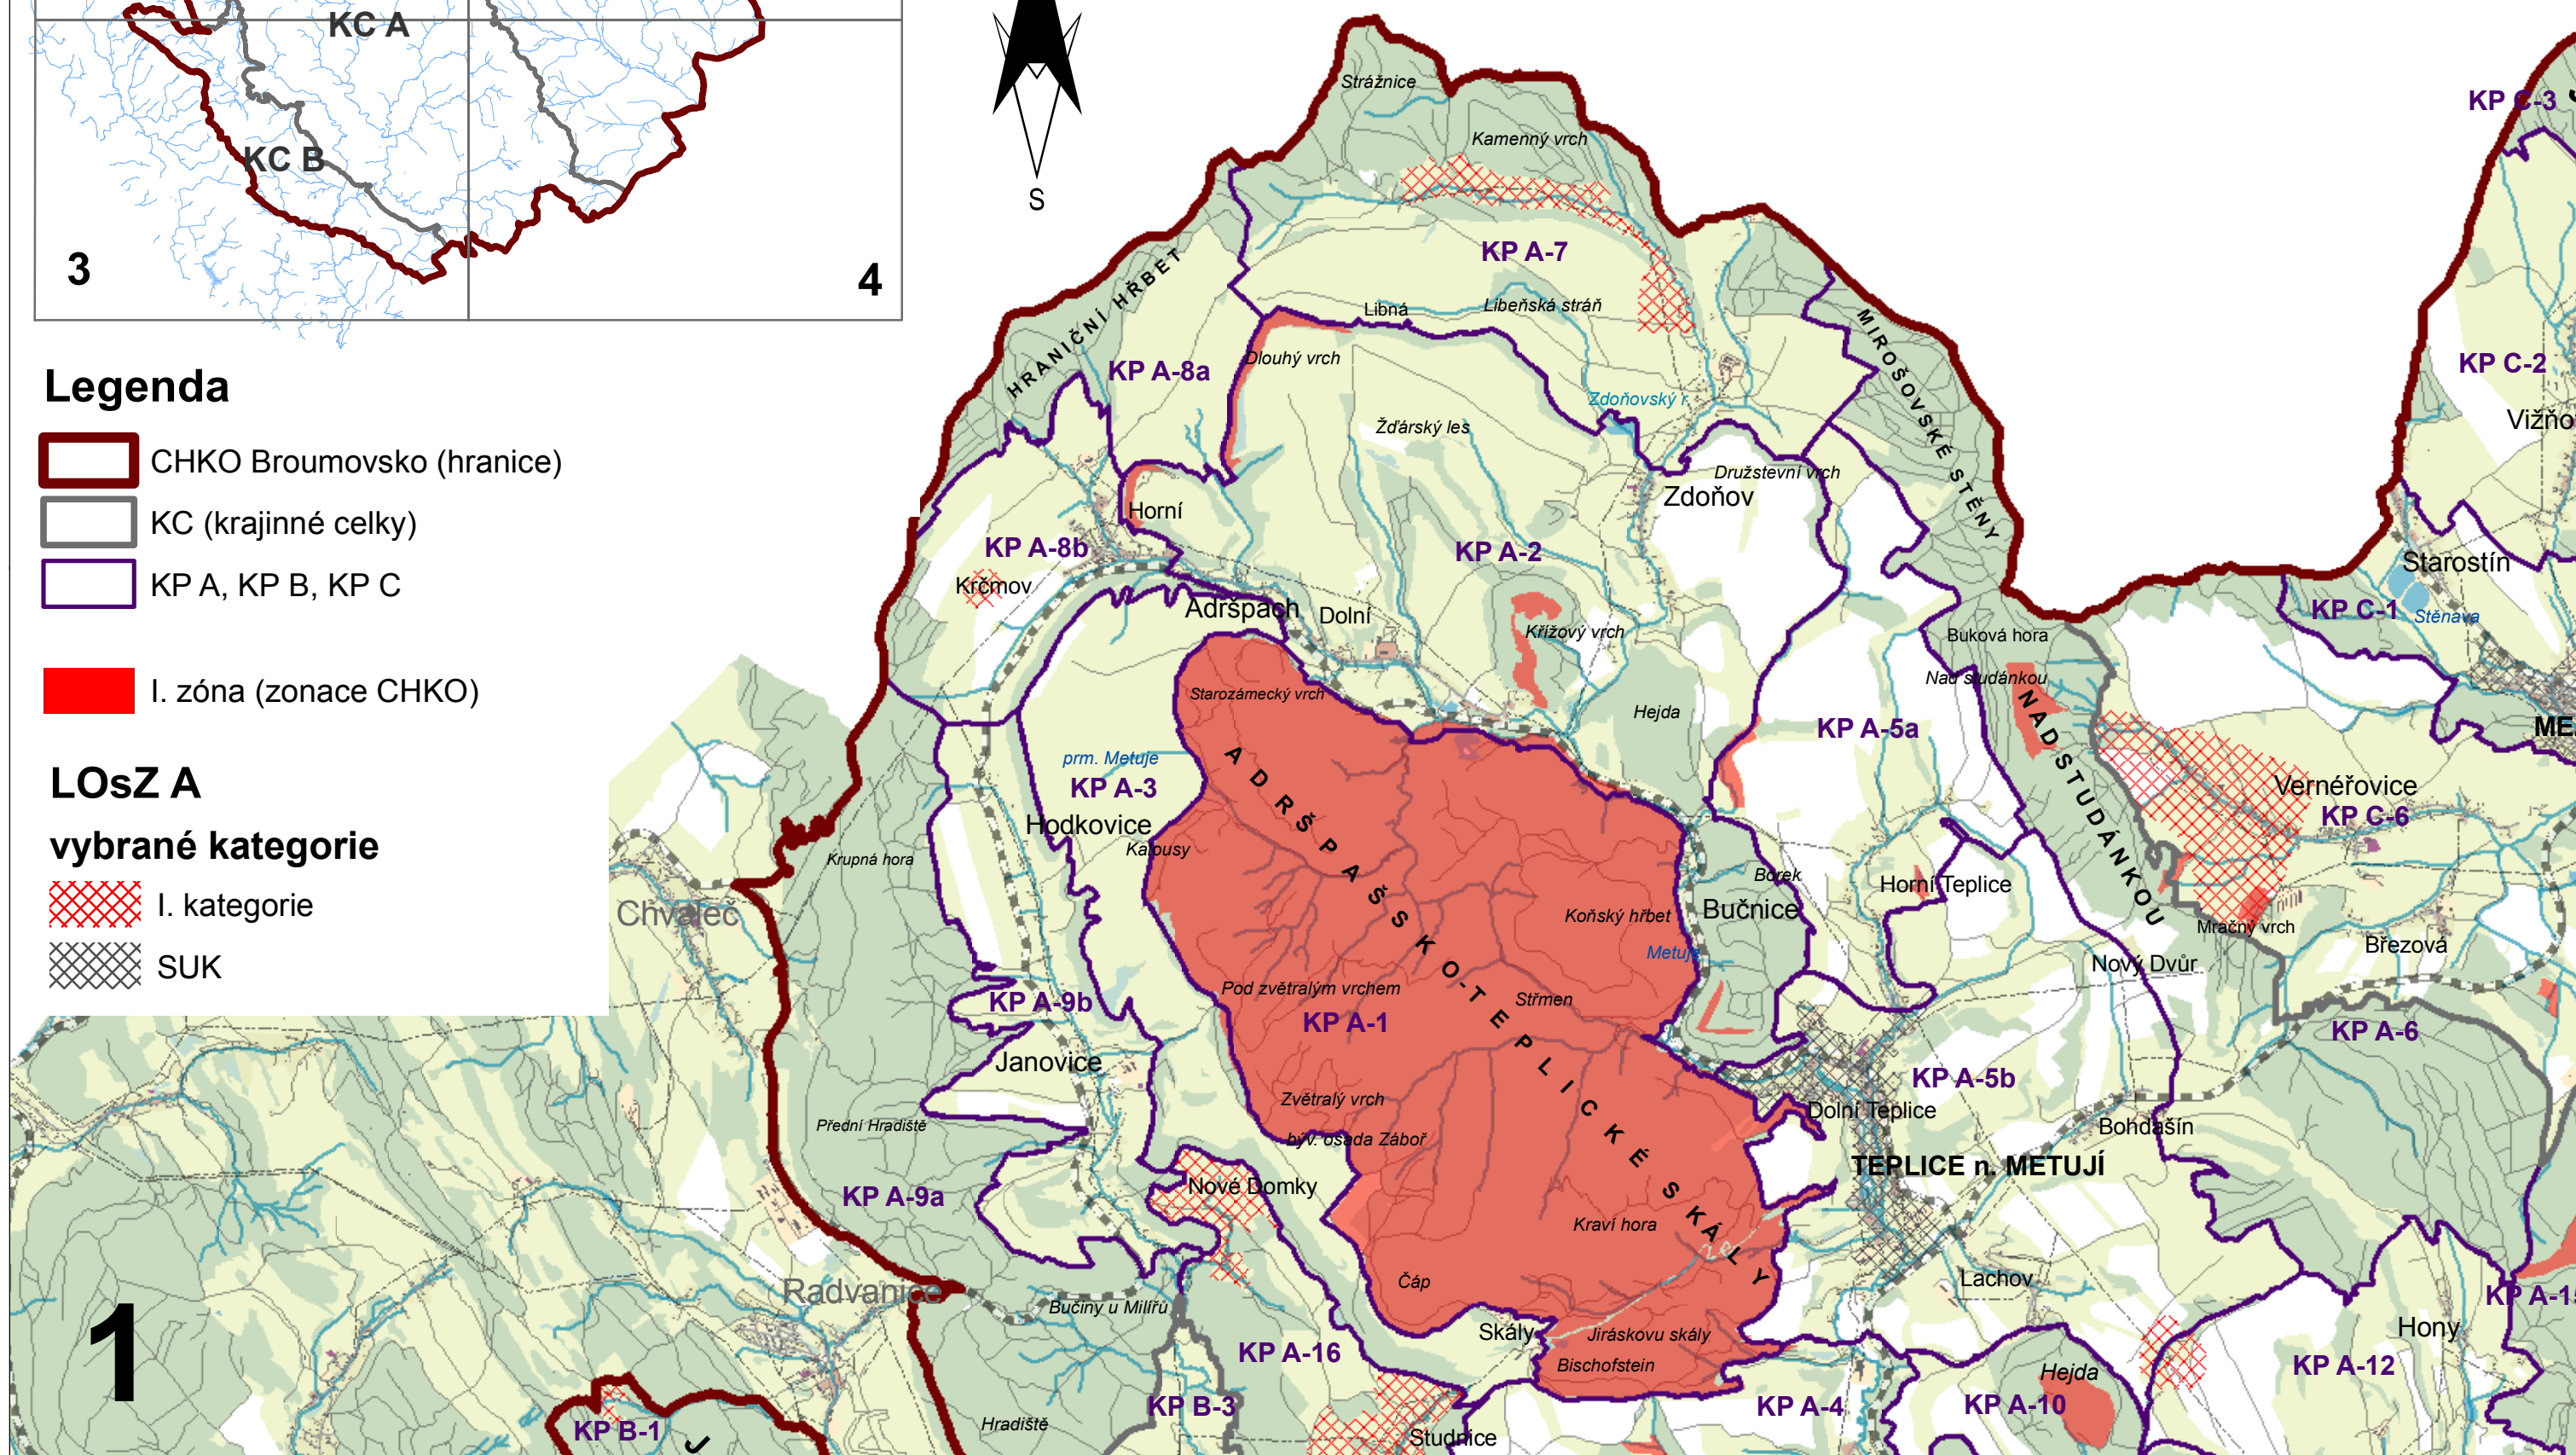 KC A
KC B
3
4
S
Legenda
CHKO Broumovsko (hranice)
KC (krajinné celky)
KP A, KP B, KP C
I. zóna (zonace CHKO)
LOsZ A
vybrané kategorie
I. kategorie
SUK
1
Strážnice
Kamenný vrch
KP A-7
Libná
Libeňská stráň
HRANIČNÍ HŘBET
KP A-8a
Dlouhý vrch
Zdoňovský r.
Žďárský les
MIROŠOVSKÉ STĚNY
Družstevní vrch
Zdoňov
Horní
KP A-8b
KP A-2
Krčmov
Adršpach
Dolní
Křížový vrch
Starozámecký vrch
Hejda
KP A-5a
Buková hora
Nad studánkou
NAD STUDÁNKOU
KP C-3
KP C-2
Vižňo
Starostín
KP C-1
Stěnava
ME
Vernéřovice
KP C-6
Mračný vrch
Březová
Nový Dvůr
KP A-6
prm. Metuje
KP A-3
Hodkovice
Kalousy
Krupná hora
Chvaleč
ADRŠPAŠSKO-TEPLICKÉ SKÁLY
Koňský hřbet
Metuje
Borek
Bučnice
Horní Teplice
Pod zvětralým vrchem
Střmen
KP A-1
KP A-9b
Janovice
Zvětralý vrch
býv. osada Záboř
Přední Hradiště
KP A-9a
Nové Domky
KP A-5b
Dolní Teplice
Bohdašín
TEPLICE n. METUJÍ
Kraví hora
Čáp
Radvanice
Bučiny u Milířů
Skály
Jiráskovu skály
Bischofstein
KP A-16
Lachov
Hony
KP A-1
KP A-12
Hejda
KP A-10
KP A-4
KP B-3
Hradiště
Studnice
KP B-1
J